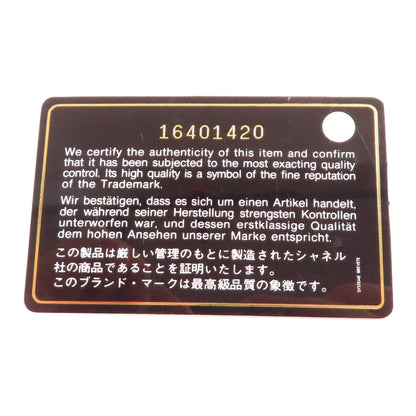 16401420
We certify the authenticity of this item and confirm
that it has been subjected to the most exacting quality
control. Its high quality is a symbol of the fine reputation
of the Trademark.
Wir bestätigen, dass es sich um einen Artikel handelt,
der während seiner Herstellung strengsten Kontrollen
unterworfen war, und dessen erstklassige Qualität
dem hohen Ansehen unserer Marke entspricht.
この製品は厳しい管理のもとに製造されたシャネル
社の商品であることを証明いたします。
このブランド・マークは最高級品質の象徴です。